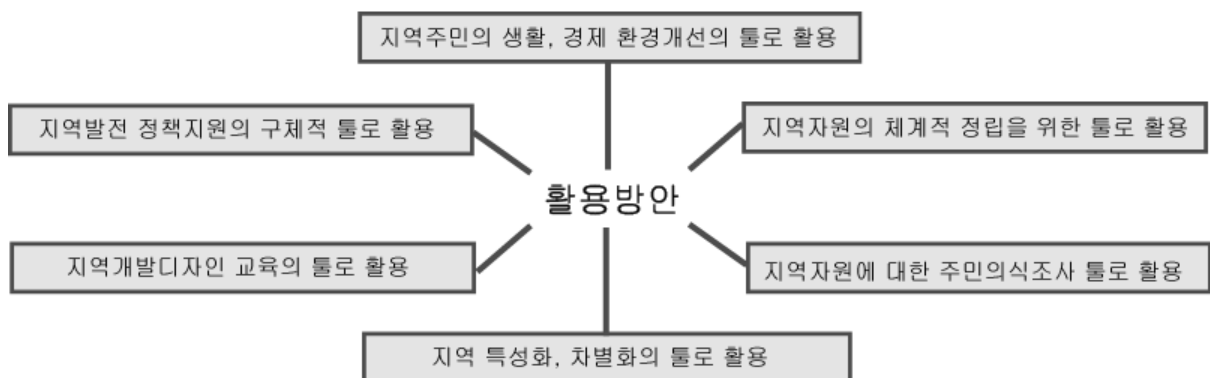 지역주민의 생활, 경제 환경개선의 툴로 활용
지역발전 정책지원의 구체적 툴로 활용
지역자원의 체계적 정립을 위한 툴로 활용
활용방안
지역개발디자인 교육의 툴로 활용
지역자원에 대한 주민의식조사 툴로 활용
지역 특성화, 차별화의 툴로 활용